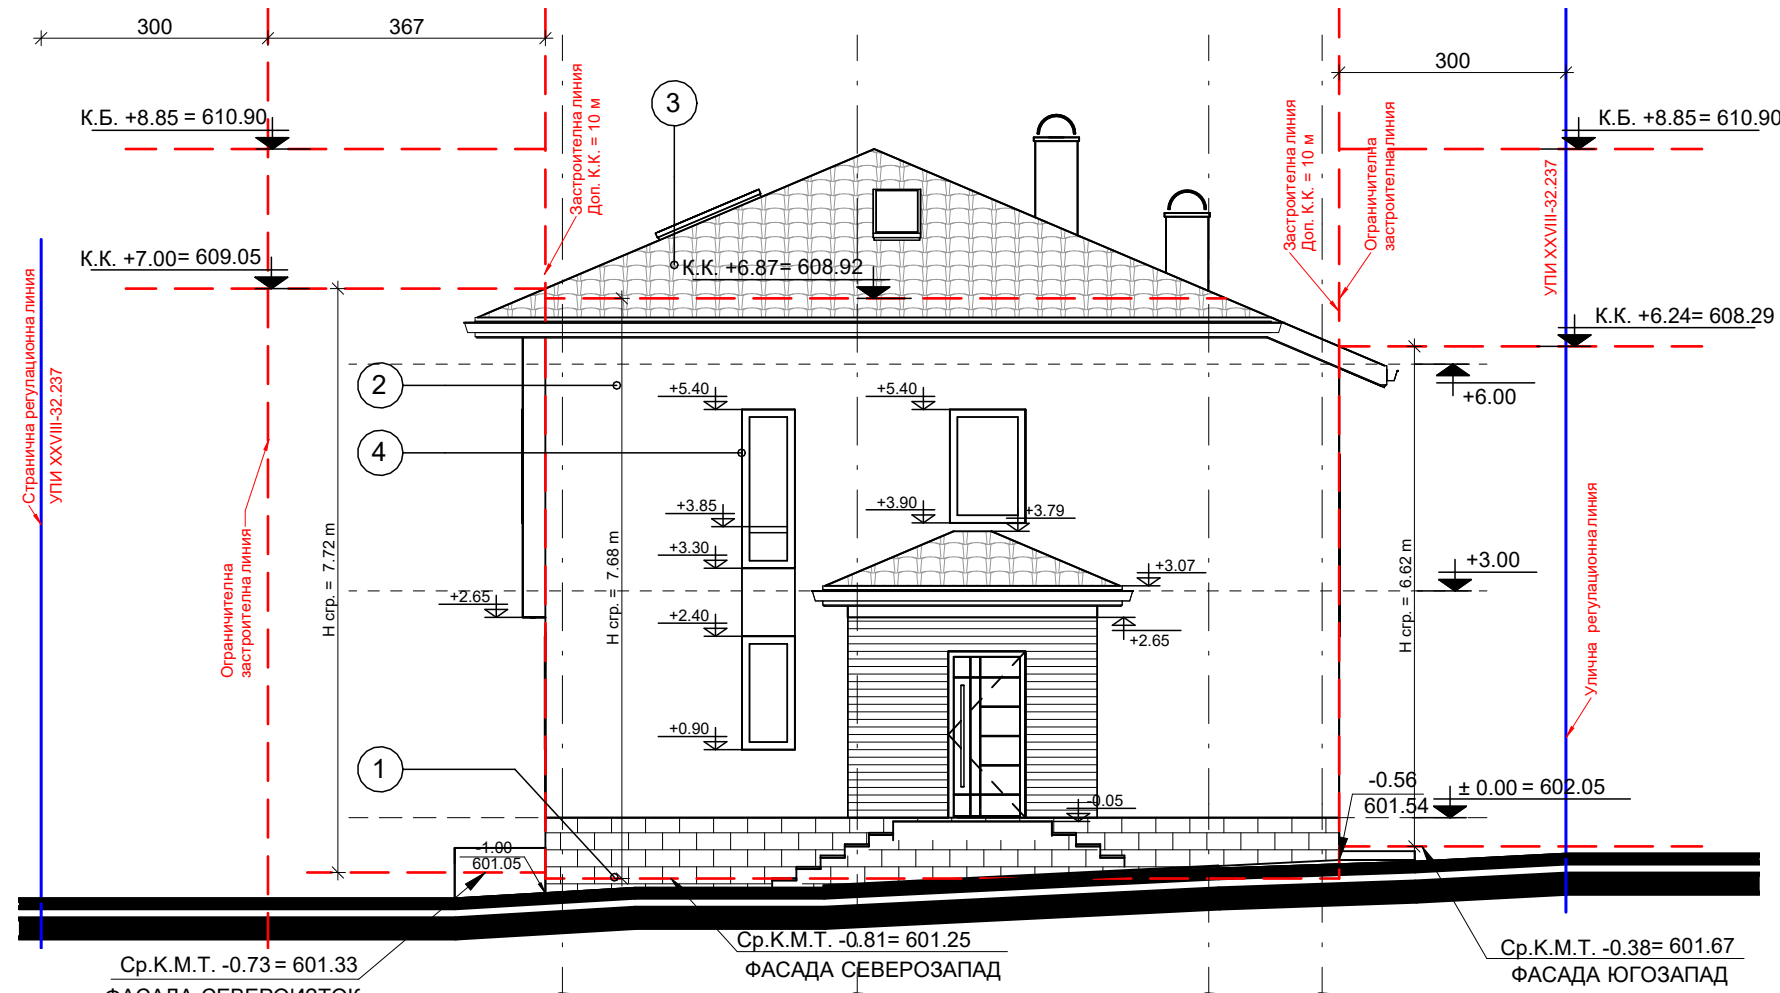 300
367
300
К.Б. +8.85 = 610.90
К.Б. +8.85 = 610.90
3
Застроителна линия
Доп. К.К. = 10 м
Застроителна линия
Доп. К.К. = 10 м
Ограничителна
застроителна линия
УПИ XXVIII-32.237
К.К. +7.00= 609.05
К.К. +6.87= 608.92
К.К. +6.24= 608.29
Странична регулационна линия
УПИ XXVIII-32.237
2
+5.40
+5.40
+6.00
4
+3.85
+3.90
+3.79
Н сгр. = 7.72 m
Н сгр. = 7.68 m
Н сгр. = 6.62 m
+3.30
+3.07
+3.00
Ограничителна
застроителна линия
Улична регулационна линия
+2.65
+2.40
+2.65
+0.90
1
-0.56
601.54
± 0.00 = 602.05
-0.05
-1.00
601.05
Ср.К.М.Т. -0.73 = 601.33
ФАСАДА СЕВЕРОИЗТОК
Ср.К.М.Т. -0.81= 601.25
ФАСАДА СЕВЕРОЗАПАД
Ср.К.М.Т. -0.38= 601.67
ФАСАДА ЮГОЗАПАД